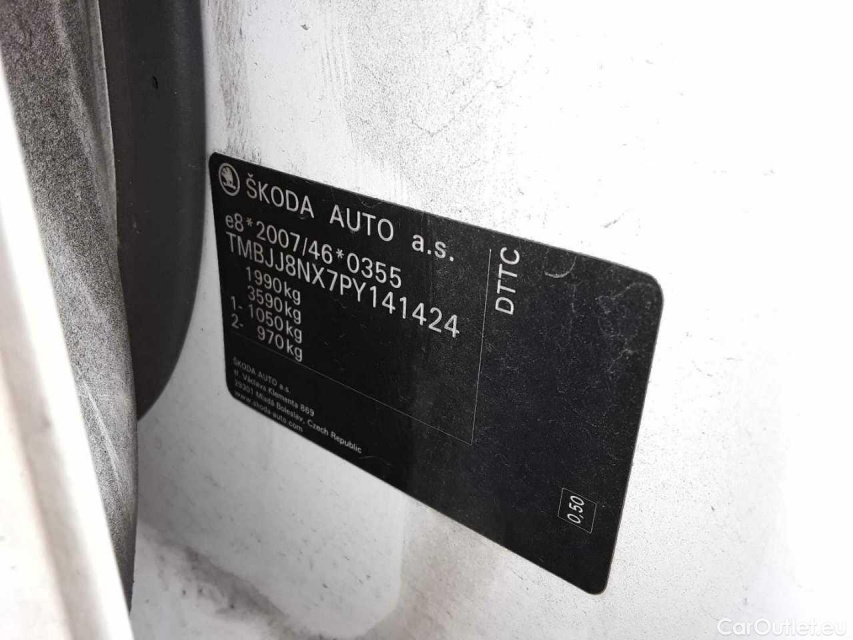 ŠKODA AUTO a.s.
e8*2007/46*0355
TMBJJ8NX7PY141424
1990kg
3590kg
1- 1050kg
2- 970kg
DTTC
ŠKODA AUTO a.s.
tř. Václava Klementa 869
29301 Mladá Boleslav, Czech Republic
www.skoda-auto.com
0,50
CarOutlet.eu